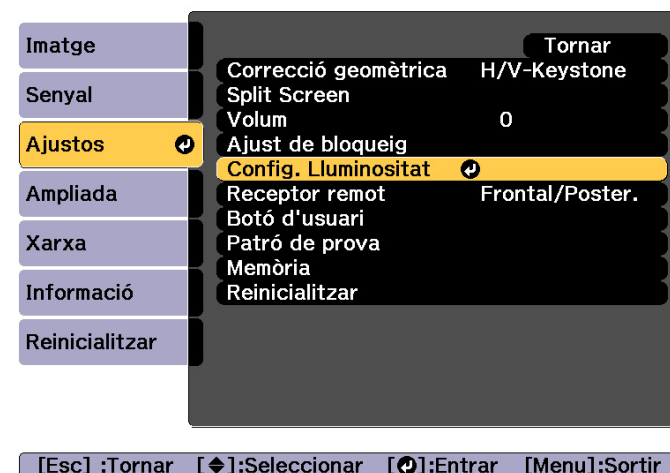 Imatge
Senyal
Ajustos
Ampliada
Xarxa
Informació
Reinicialitzar
Tornar
Correcció geomètrica H/V-Keystone
Split Screen
Volum 0
Ajust de bloqueig
Config. Lluminositat
Receptor remot Frontal/Poster.
Botó d'usuari
Patró de prova
Memòria
Reinicialitzar
[Esc] :Tornar [◆]:Seleccionar [↵]:Entrar [Menu]:Sortir